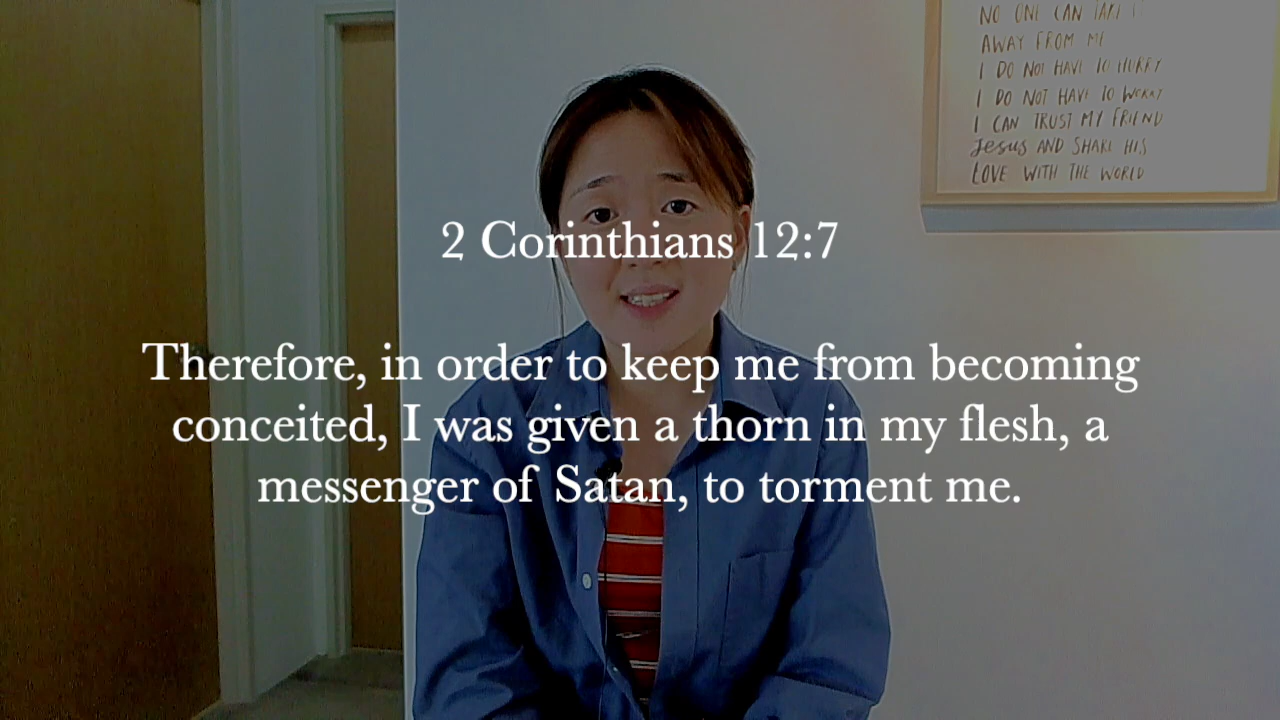 NO ONE CAN TAKE IT
AWAY FROM ME
I DO NOT HAVE TO HURRY
I DO NOT HAVE TO WORRY
I CAN TRUST MY FRIEND
Jesus AND SHARE HIS
LOVE WITH THE WORLD
2 Corinthians 12:7
Therefore, in order to keep me from becoming
conceited, I was given a thorn in my flesh, a
messenger of Satan, to torment me.